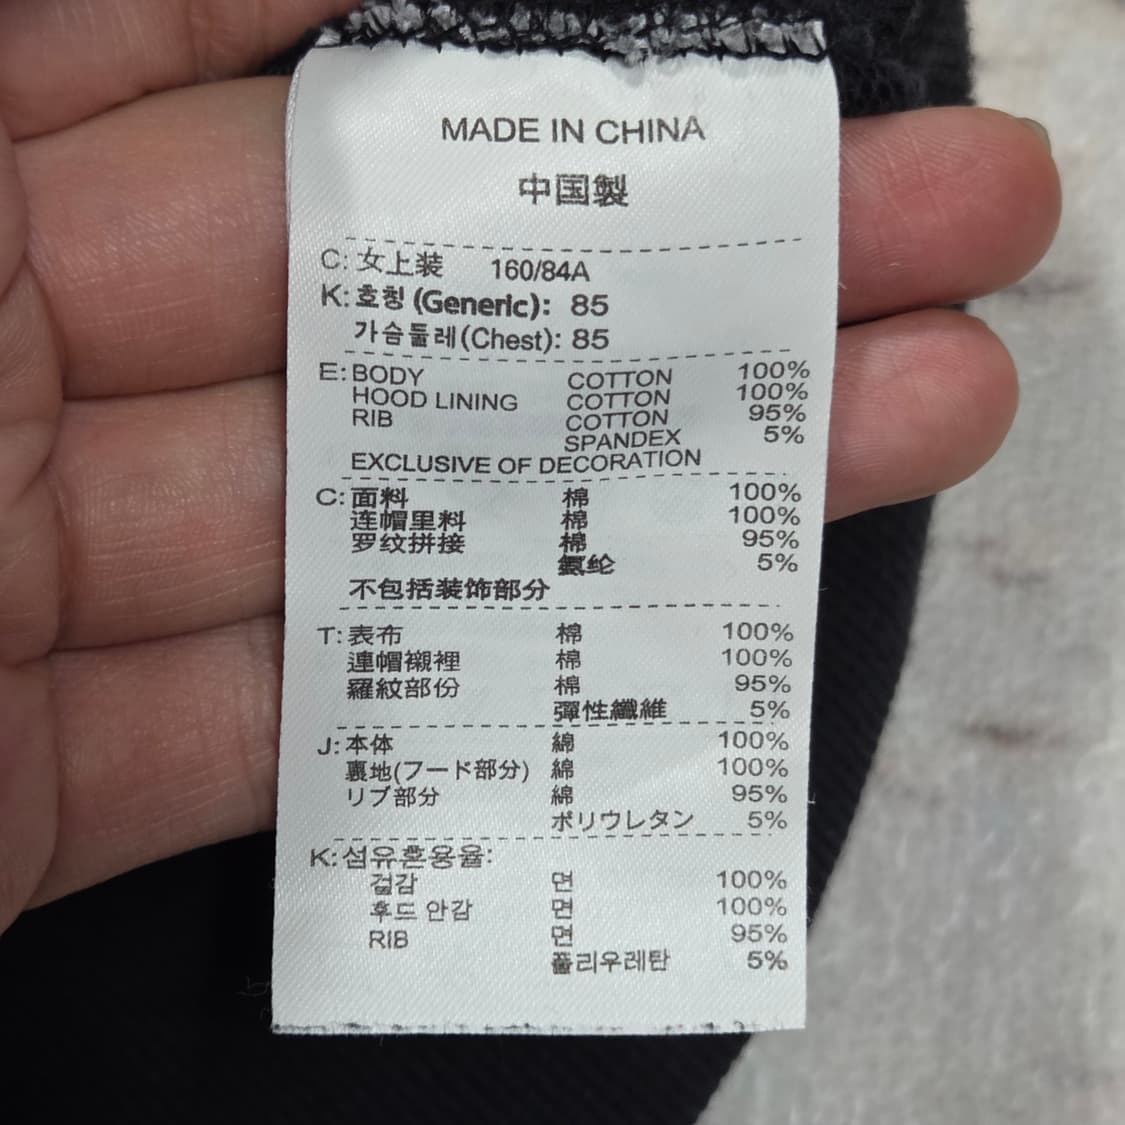 MADE IN CHINA
中国製
C: 女上装 160/84A
K: 호칭 (Generic): 85
가슴둘레(Chest): 85
E: BODY COTTON 100%
HOOD LINING COTTON 100%
RIB COTTON 95%
SPANDEX 5%
EXCLUSIVE OF DECORATION
C: 面料 棉 100%
连帽里料 棉 100%
罗纹拼接 棉 95%
氨纶 5%
不包括装饰部分
T: 表布 棉 100%
連帽襯裡 棉 100%
羅紋部份 棉 95%
彈性纖維 5%
J: 本体 綿 100%
裏地(フード部分) 綿 100%
リブ部分 綿 95%
ポリウレタン 5%
K: 섬유혼용율:
겉감 면 100%
후드 안감 면 100%
RIB 면 95%
폴리우레탄 5%